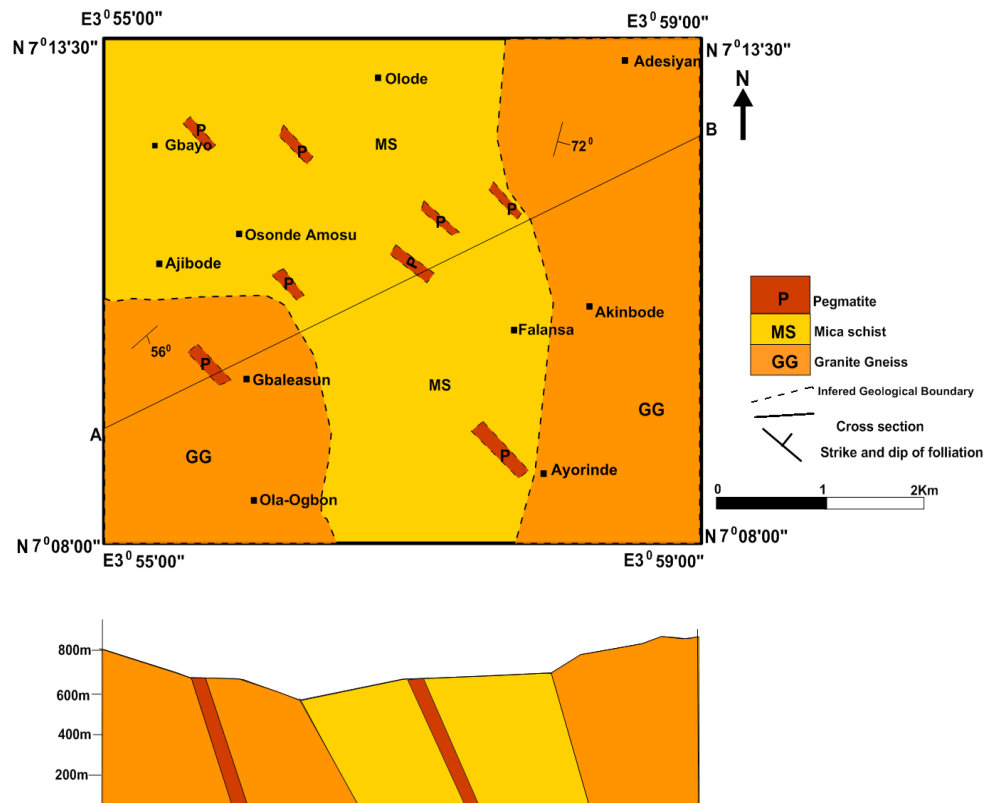 E3⁰55'00"
E3⁰59'00"
N 7⁰13'30"
N 7⁰13'30"
Adesiyan
Olode
N
P
P
MS
B
Gbayo
72⁰
P
P
Osonde Amosu
Ajibode
P
P
P
Pegmatite
Akinbode
Falansa
MS
Mica schist
56⁰
P
Gbaleasun
MS
GG
Granite Gneiss
Infered Geological Boundary
GG
Cross section
A
Strike and dip of folliation
GG
P
Ayorinde
0
1
2Km
Ola-Ogbon
N 7⁰08'00"
N 7⁰08'00"
E3⁰55'00"
E3⁰59'00"
800m
600m
400m
200m